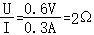 U/I = 0.6V/0.3A = 2Ω